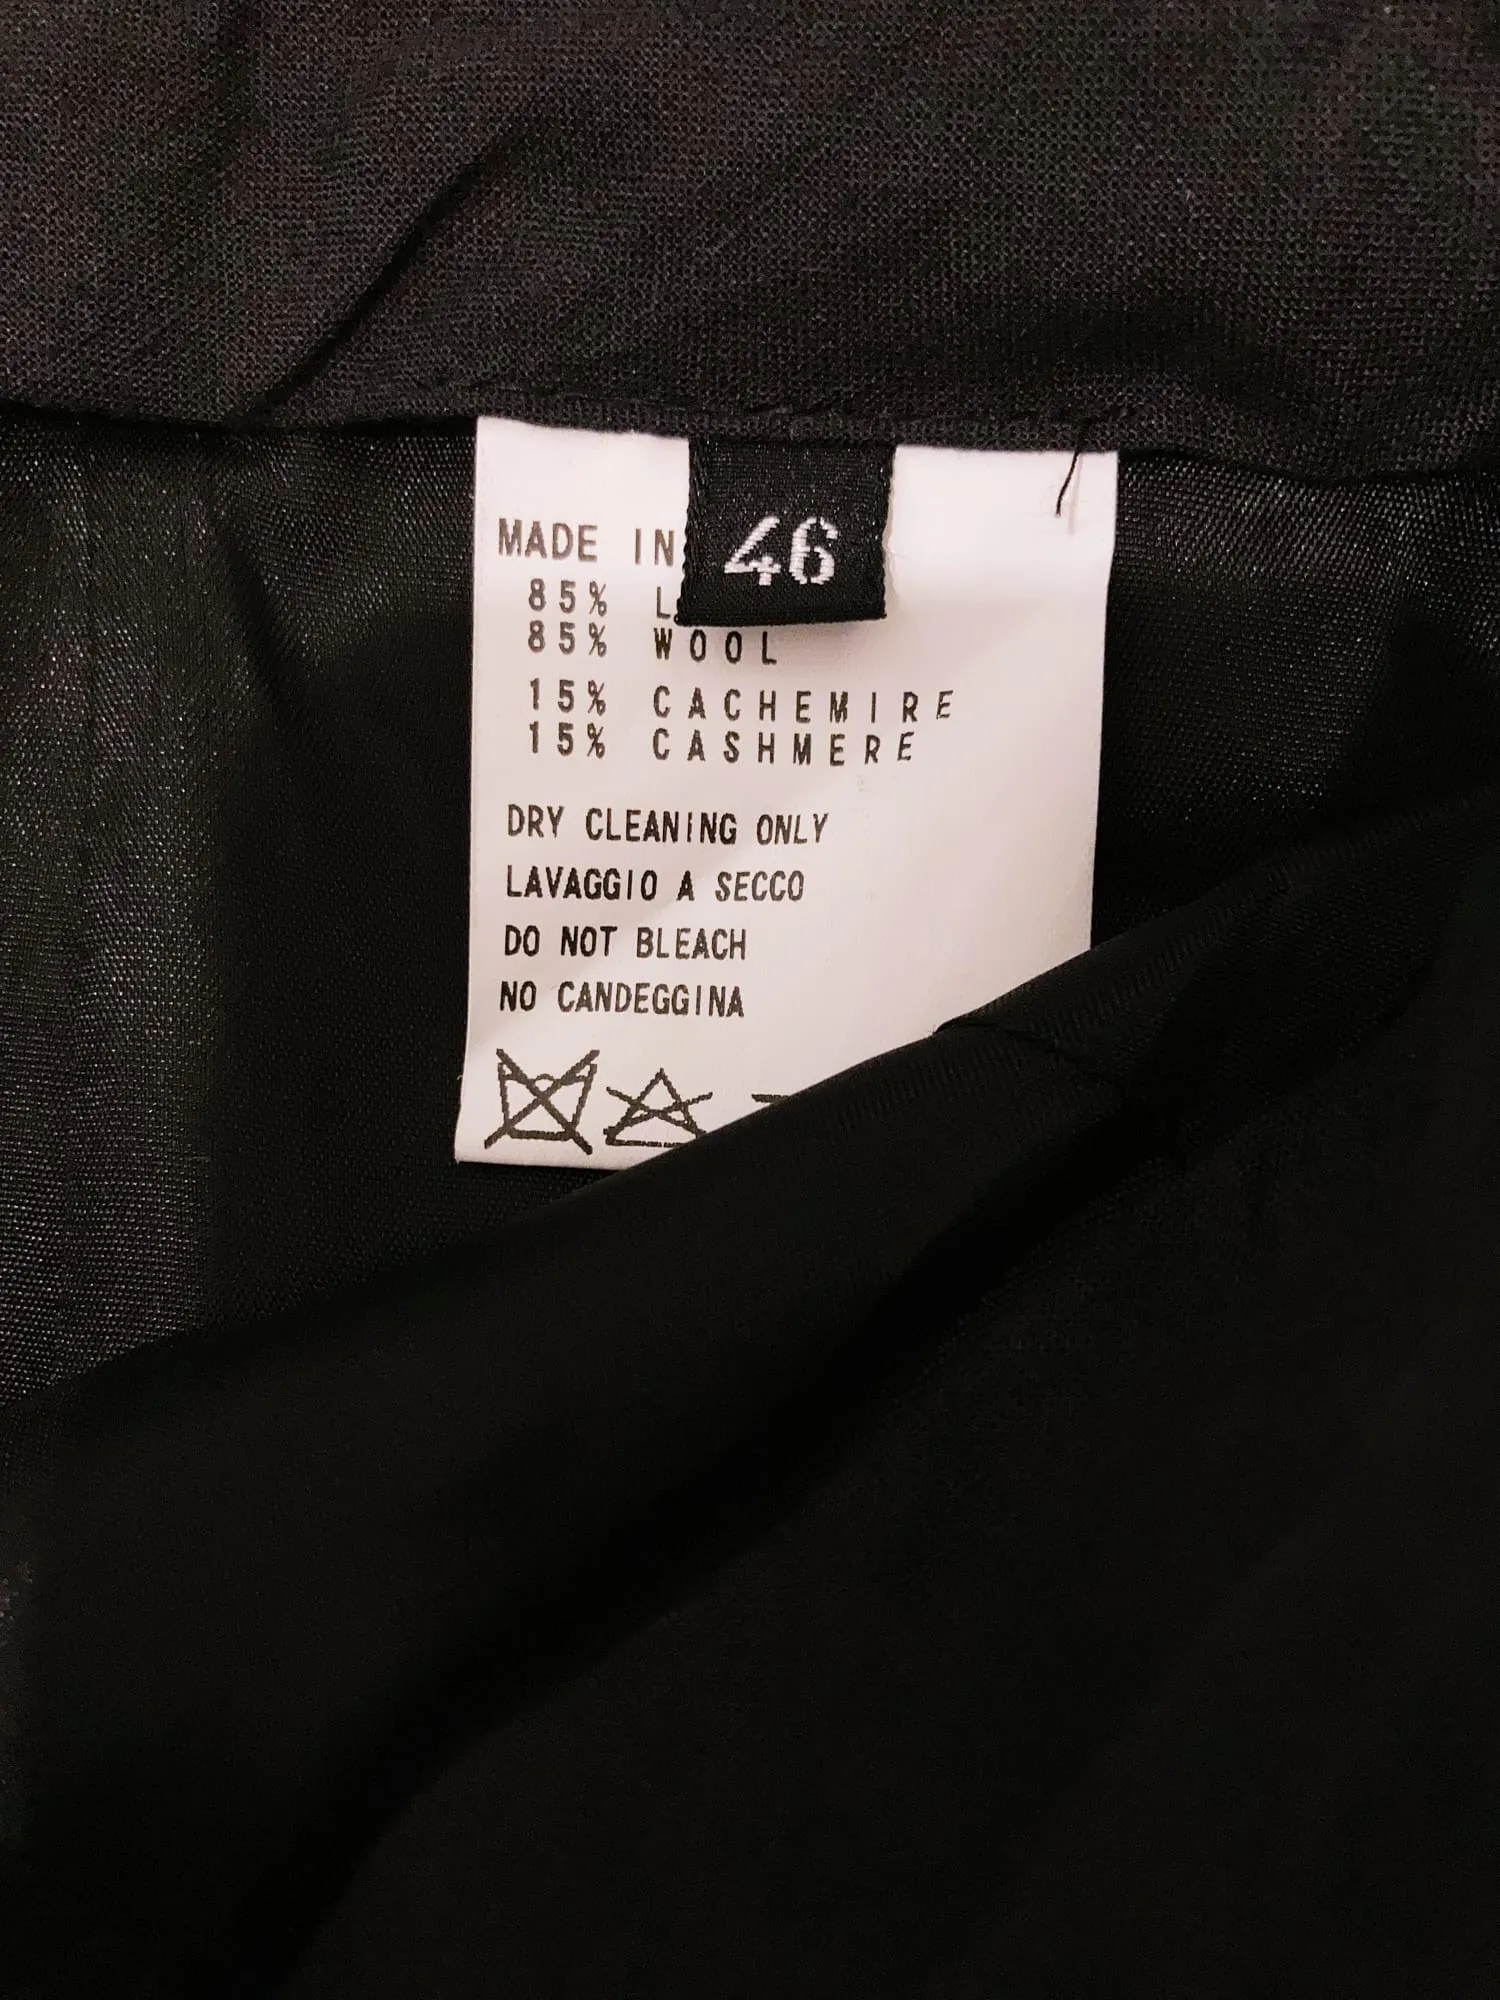 46
MADE IN
85%
85% WOOL
15% CACHEMIRE
15% CASHMERE
DRY CLEANING ONLY
LAVAGGIO A SECCO
DO NOT BLEACH
NO CANDEGGINA